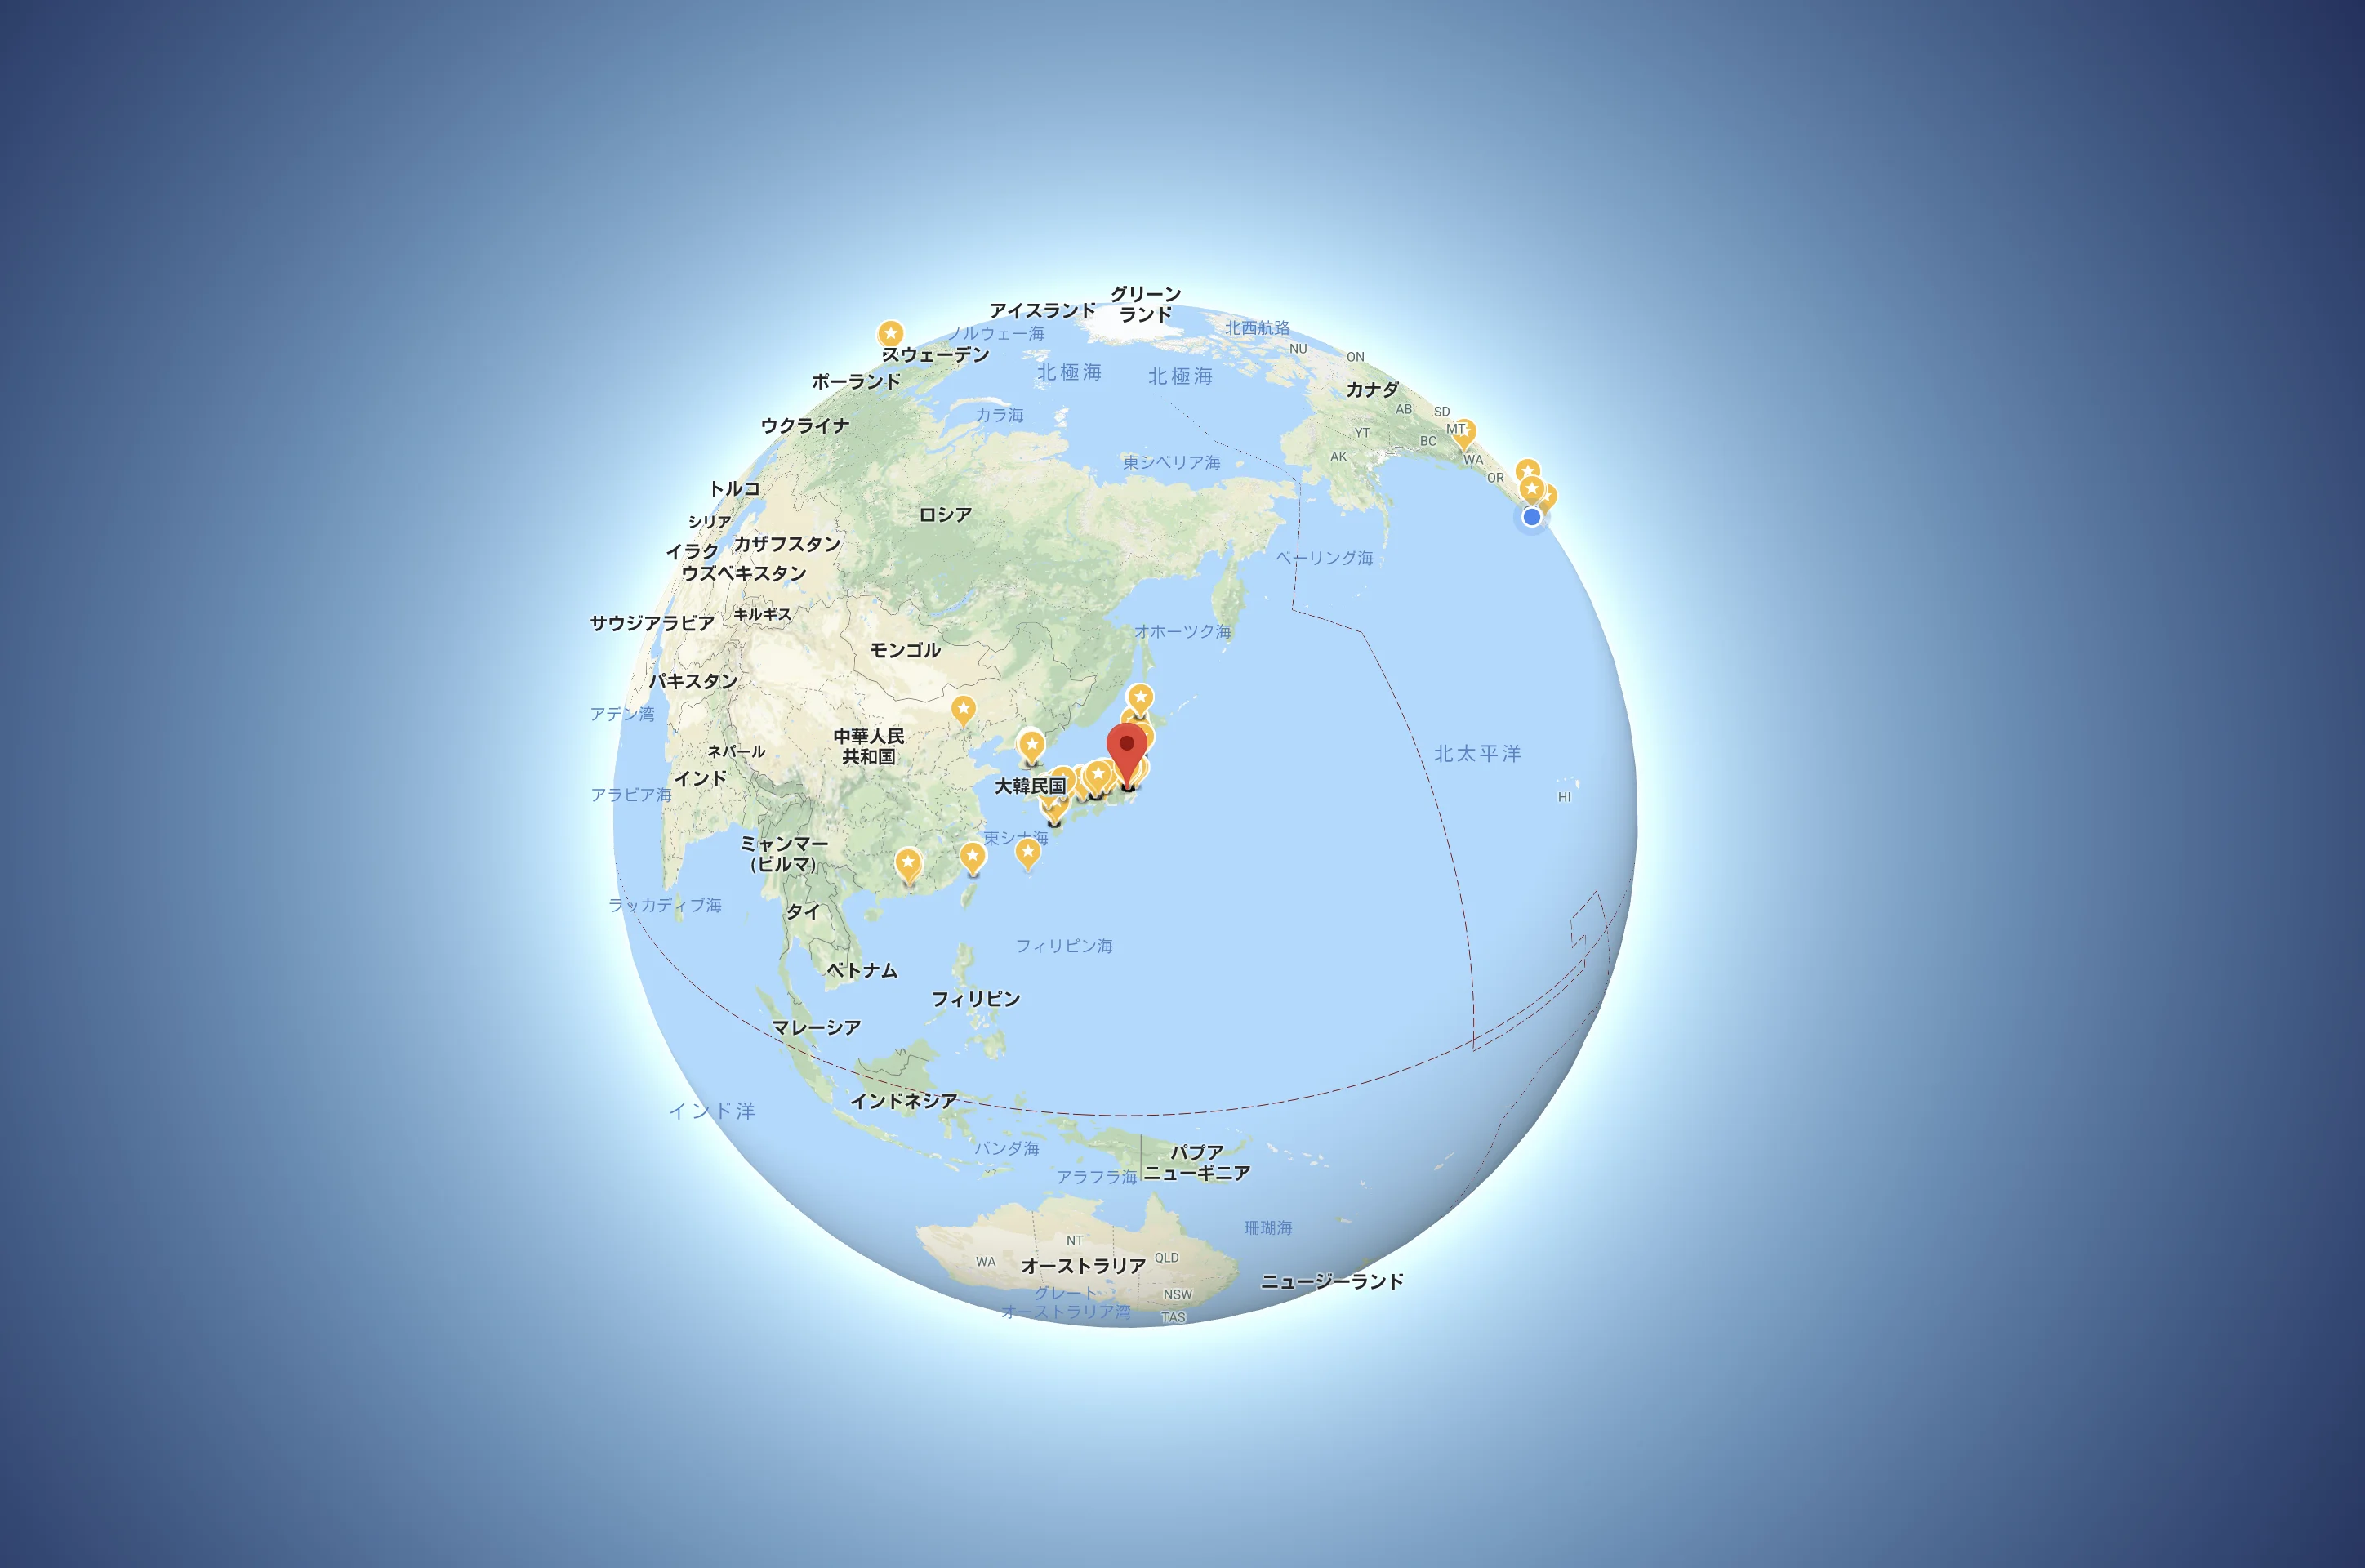 グリーン
ランド
アイスランド
ノルウェー海
北西航路
スウェーデン
NU
ON
北極海
北極海
ポーランド
カナダ
AB
SD
カラ海
ウクライナ
YT
BC
MT
AK
WA
東シベリア海
OR
トルコ
ロシア
シリア
カザフスタン
イラク
ベーリング海
ウズベキスタン
キルギス
サウジアラビア
オホーツク海
モンゴル
パキスタン
アデン湾
中華人民
共和国
ネパール
北太平洋
インド
大韓民国
アラビア海
HI
東シナ海
ミャンマー
(ビルマ)
ラッカディブ海
タイ
フィリピン海
ベトナム
フィリピン
マレーシア
インドネシア
インド洋
バンダ海
パプア
ニューギニア
アラフラ海
珊瑚海
NT
QLD
WA
オーストラリア
ニュージーランド
グレート
オーストラリア湾
NSW
TAS